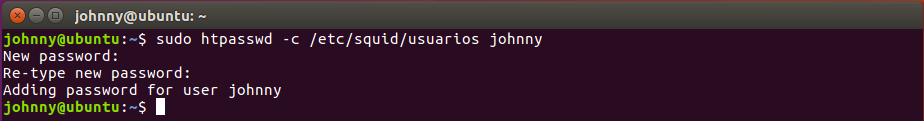 johnny@ubuntu: ~
johnny@ubuntu:~$ sudo htpasswd -c /etc/squid/usuarios johnny
New password:
Re-type new password:
Adding password for user johnny
johnny@ubuntu:~$